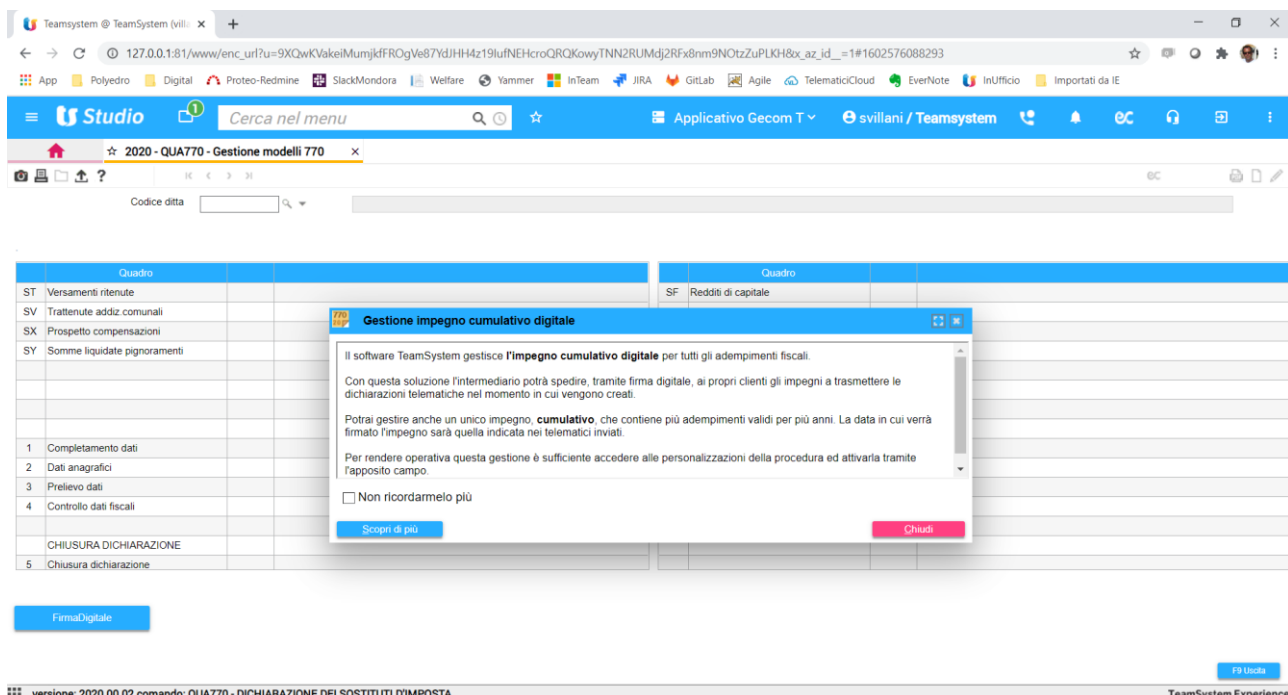 Teamsystem @ TeamSystem (villa
127.0.0.1:81/www/enc_url?u=9XQwKVakeiMumjkfFROgVe87YdJHH4z19IufNEHcroQRQKowyTNN2RUMdj2RFx8nm9NOtzZuPLKH8x_az_id__=1#1602576088293
App Polyedro Digital Proteo-Redmine SlackMondora Welfare Yammer InTeam JIRA GitLab Agile TelematiciCloud EverNote InUfficio Importati da IE
Studio 1 Cerca nel menu Applicativo Gecom T svillani / Teamsystem ec
2020 - QUA770 - Gestione modelli 770
ec
Codice ditta
Quadro Quadro
ST Versamenti ritenute SF Redditi di capitale
SV Trattenute addiz.comunali
SX Prospetto compensazioni
SY Somme liquidate pignoramenti
1 Completamento dati
2 Dati anagrafici
3 Prelievo dati
4 Controllo dati fiscali
CHIUSURA DICHIARAZIONE
5 Chiusura dichiarazione
770
Gestione impegno cumulativo digitale
Il software TeamSystem gestisce l'impegno cumulativo digitale per tutti gli adempimenti fiscali.
Con questa soluzione l'intermediario potrà spedire, tramite firma digitale, ai propri clienti gli impegni a trasmettere le
dichiarazioni telematiche nel momento in cui vengono creati.
Potrai gestire anche un unico impegno, cumulativo, che contiene più adempimenti validi per più anni. La data in cui verrà
firmato l'impegno sarà quella indicata nei telematici inviati.
Per rendere operativa questa gestione è sufficiente accedere alle personalizzazioni della procedura ed attivarla tramite
l'apposito campo.
Non ricordarmelo più
Scopri di più Chiudi
FirmaDigitale
F9 Uscita
versione: 2020.00.02 comando: QUA770 - DICHIARAZIONE DEI SOSTITUTI D'IMPOSTA TeamSystem Experience